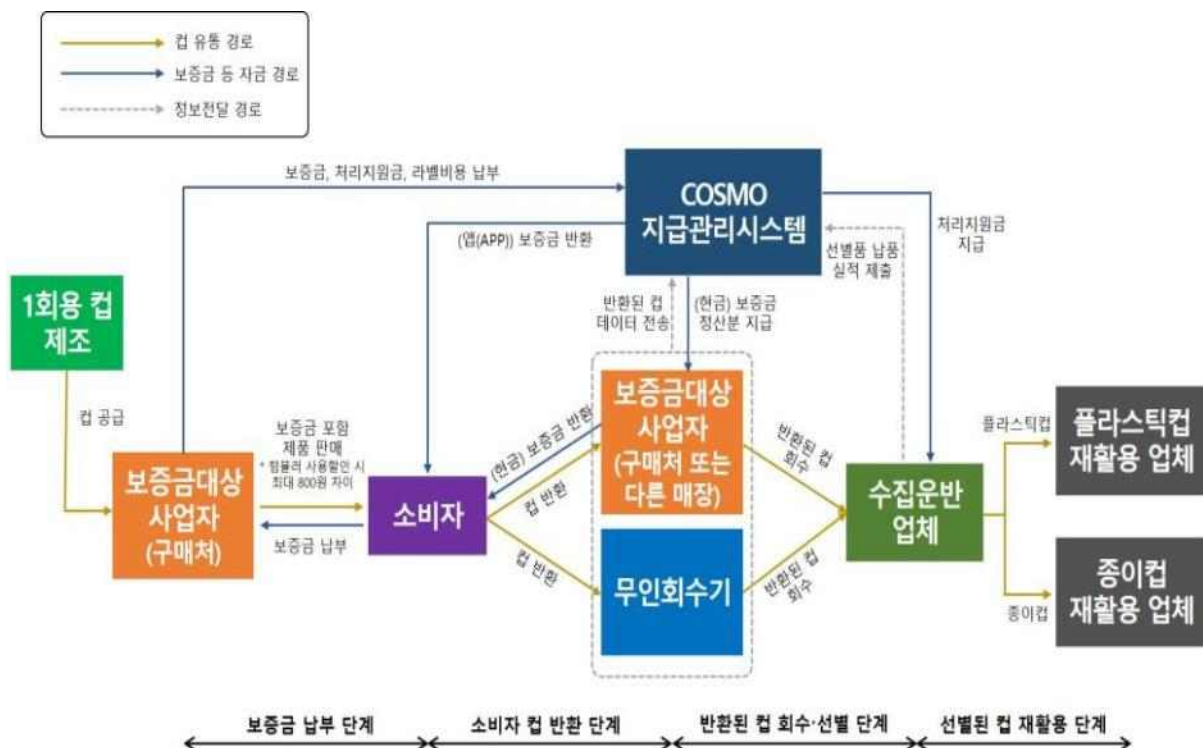 컵 유통 경로
보증금 등 자금 경로
정보전달 경로
보증금, 처리지원금, 라벨비용 납부
COSMO
지급관리시스템
(앱(APP)) 보증금 반환
처리지원금
지급
선별품 납품
실적 제출
1회용 컵
제조
반환된 컵
데이터 전송
(현금) 보증금
정산분 지급
컵 공급
보증금 포함
제품 판매
* 텀블러 사용할인 시
최대 800원 차이
보증금대상
사업자
(구매처)
보증금 납부
소비자
(현금) 보증금 반환
컵 반환
컵 반환
보증금대상
사업자
(구매처 또는
다른 매장)
무인회수기
반환된 컵
회수
반환된 컵
회수
수집운반
업체
플라스틱컵
플라스틱컵
재활용 업체
종이컵
종이컵
재활용 업체
보증금 납부 단계
소비자 컵 반환 단계
반환된 컵 회수·선별 단계
선별된 컵 재활용 단계